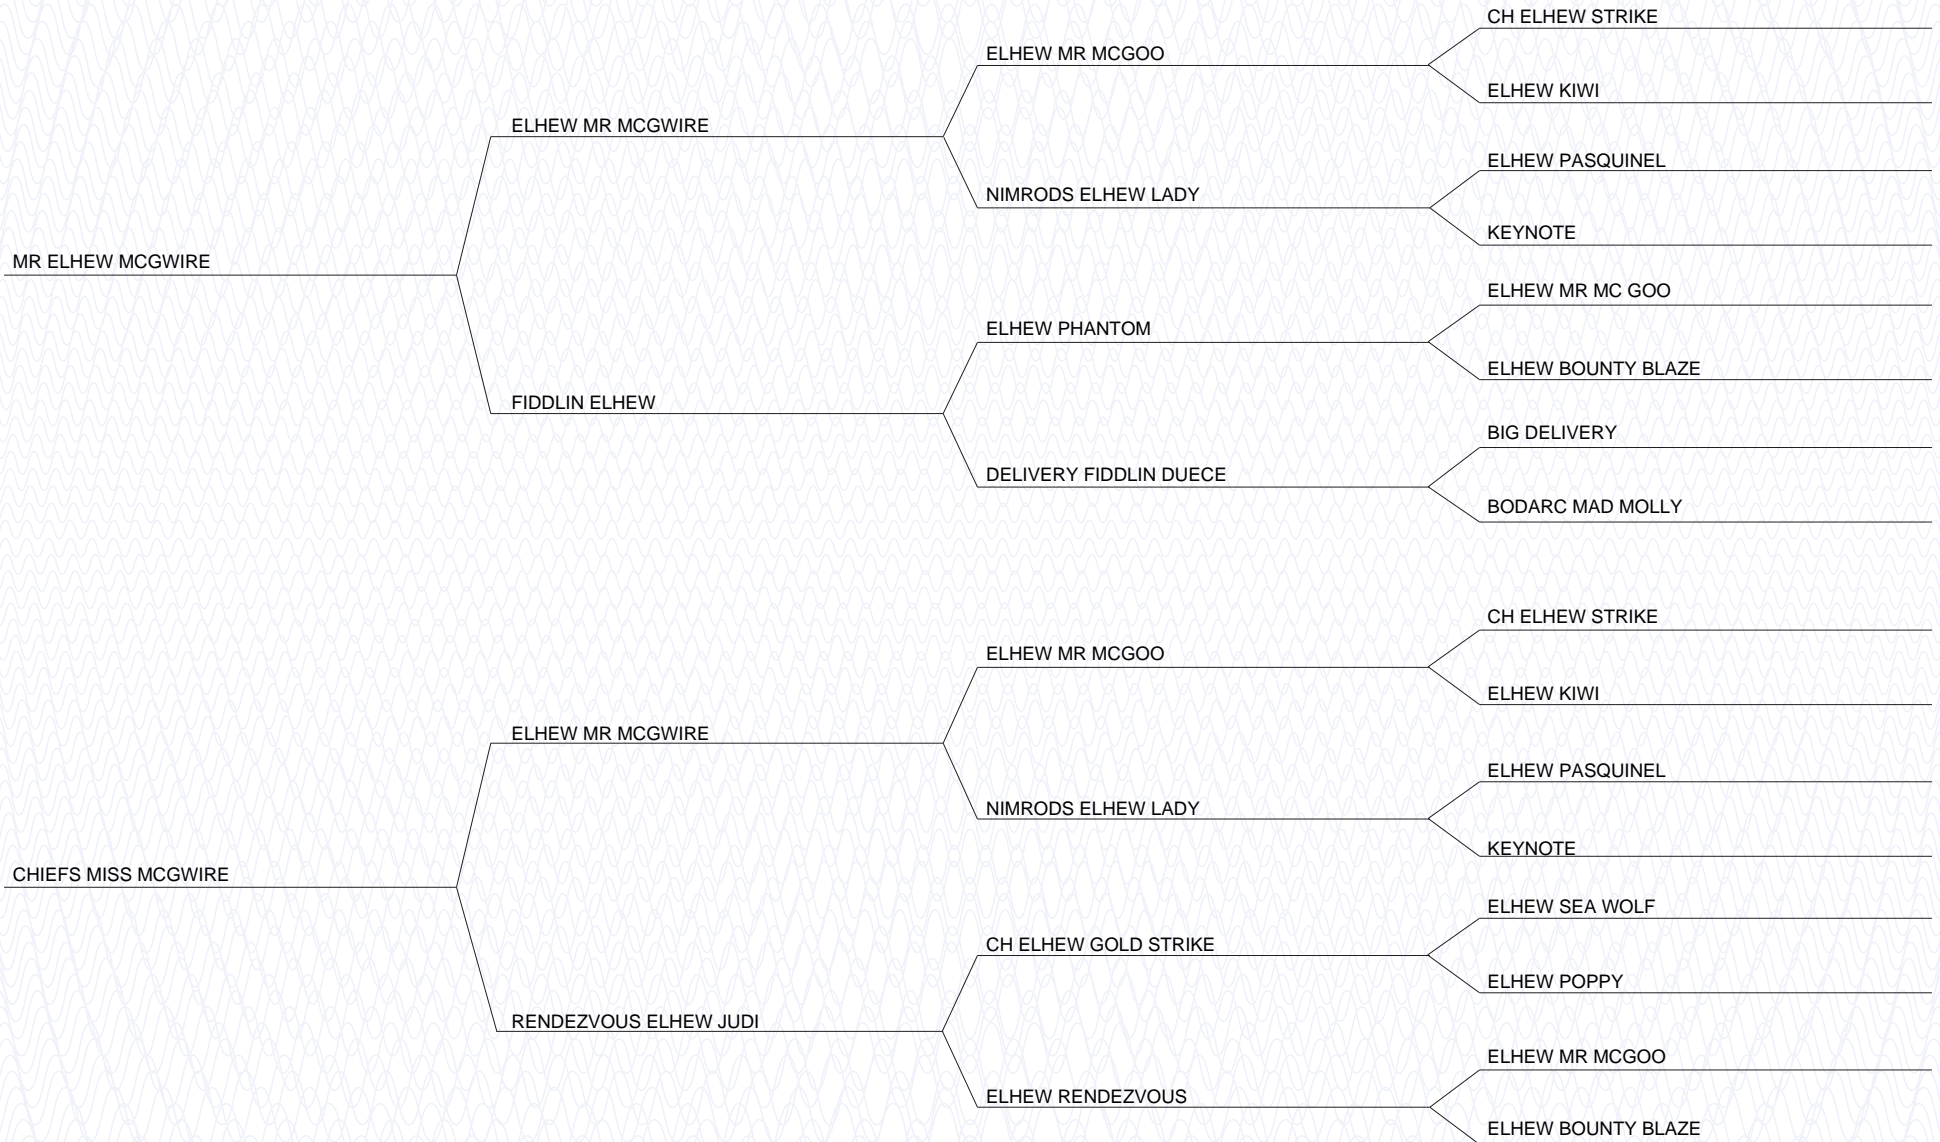 CH ELHEW STRIKE
ELHEW MR MCGOO
ELHEW KIWI
ELHEW MR MCGWIRE
ELHEW PASQUINEL
NIMRODS ELHEW LADY
KEYNOTE
MR ELHEW MCGWIRE
ELHEW MR MC GOO
ELHEW PHANTOM
ELHEW BOUNTY BLAZE
FIDDLIN ELHEW
BIG DELIVERY
DELIVERY FIDDLIN DUECE
BODARC MAD MOLLY
CH ELHEW STRIKE
ELHEW MR MCGOO
ELHEW KIWI
ELHEW MR MCGWIRE
ELHEW PASQUINEL
NIMRODS ELHEW LADY
KEYNOTE
CHIEFS MISS MCGWIRE
ELHEW SEA WOLF
CH ELHEW GOLD STRIKE
ELHEW POPPY
RENDEZVOUS ELHEW JUDI
ELHEW MR MCGOO
ELHEW RENDEZVOUS
ELHEW BOUNTY BLAZE